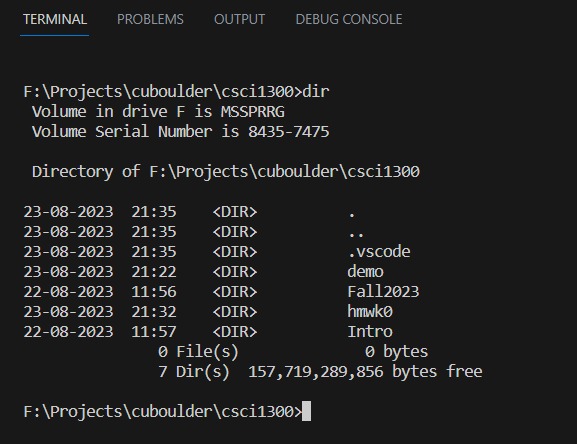 TERMINAL PROBLEMS OUTPUT DEBUG CONSOLE
F:\Projects\cuboulder\csci1300>dir
Volume in drive F is MSSPRRG
Volume Serial Number is 8435-7475
Directory of F:\Projects\cuboulder\csci1300
23-08-2023 21:35 <DIR> .
23-08-2023 21:35 <DIR> ..
23-08-2023 21:35 <DIR> .vscode
23-08-2023 21:22 <DIR> demo
22-08-2023 11:56 <DIR> Fall2023
23-08-2023 21:32 <DIR> hmwk0
22-08-2023 11:57 <DIR> Intro
0 File(s) 0 bytes
7 Dir(s) 157,719,289,856 bytes free
F:\Projects\cuboulder\csci1300>